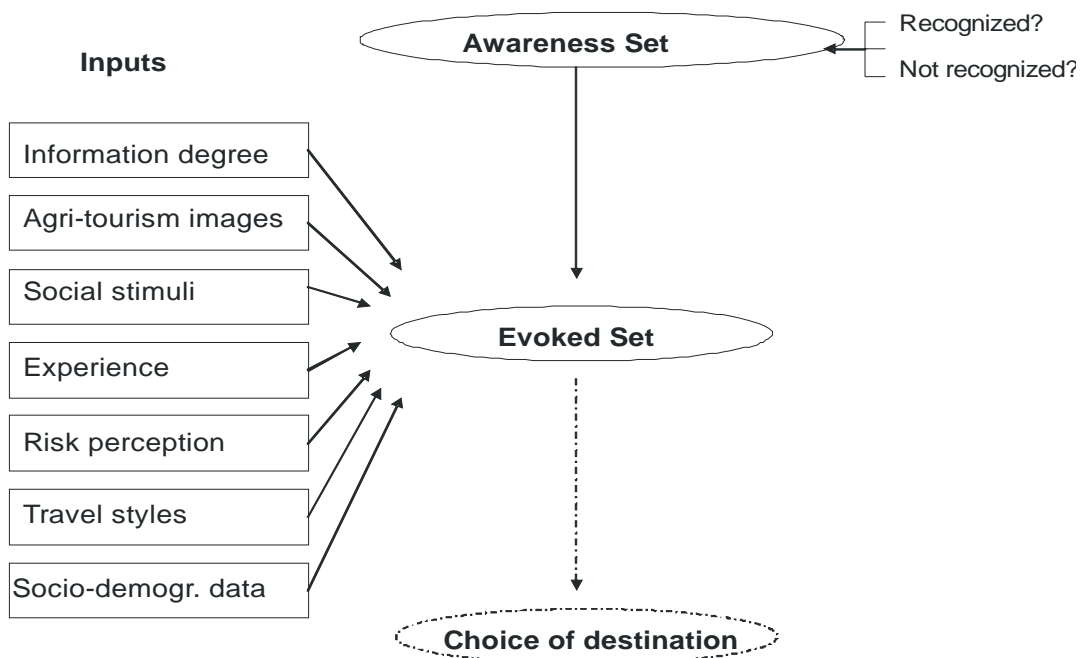 Inputs
Awareness Set
Recognized?
Not recognized?
Information degree
Agri-tourism images
Social stimuli
Experience
Risk perception
Travel styles
Socio-demogr. data
Evoked Set
Choice of destination